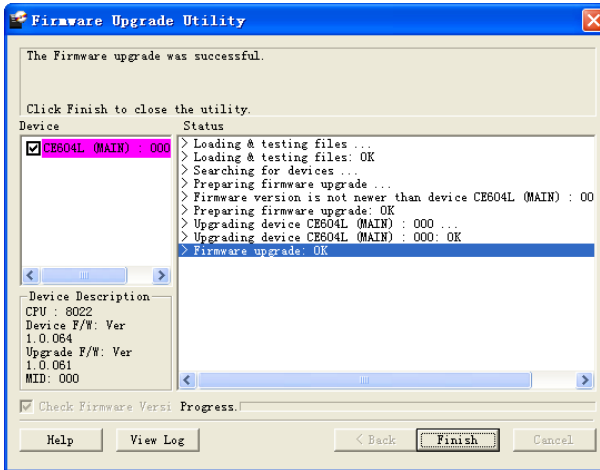 Firmware Upgrade Utility
The Firmware upgrade was successful.
Click Finish to close the utility.
Device
Status
CE604L (MAIN) : 000
> Loading & testing files ...
> Loading & testing files: OK
> Searching for devices ...
> Preparing firmware upgrade ...
> Firmware version is not newer than device CE604L (MAIN) : 00
> Preparing firmware upgrade: OK
> Upgrading device CE604L (MAIN) : 000 ...
> Upgrading device CE604L (MAIN) : 000: OK
> Firmware upgrade: OK
Device Description
CPU : 8022
Device F/W: Ver
1.0.064
Upgrade F/W: Ver
1.0.061
MID: 000
Check Firmware Versi
Progress.
Help
View Log
< Back
Finish
Cancel